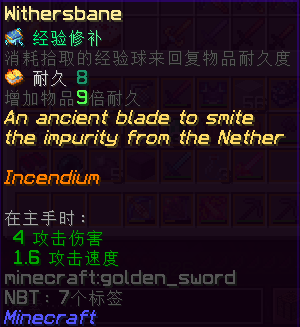 Withersbane
经验修补
消耗拾取的经验球来回复物品耐久度
耐久 8
增加物品9倍耐久
An ancient blade to smite
the impurity from the Nether
Incendium
在主手时：
4 攻击伤害
1.6 攻击速度
minecraft:golden_sword
NBT：7个标签
Minecraft